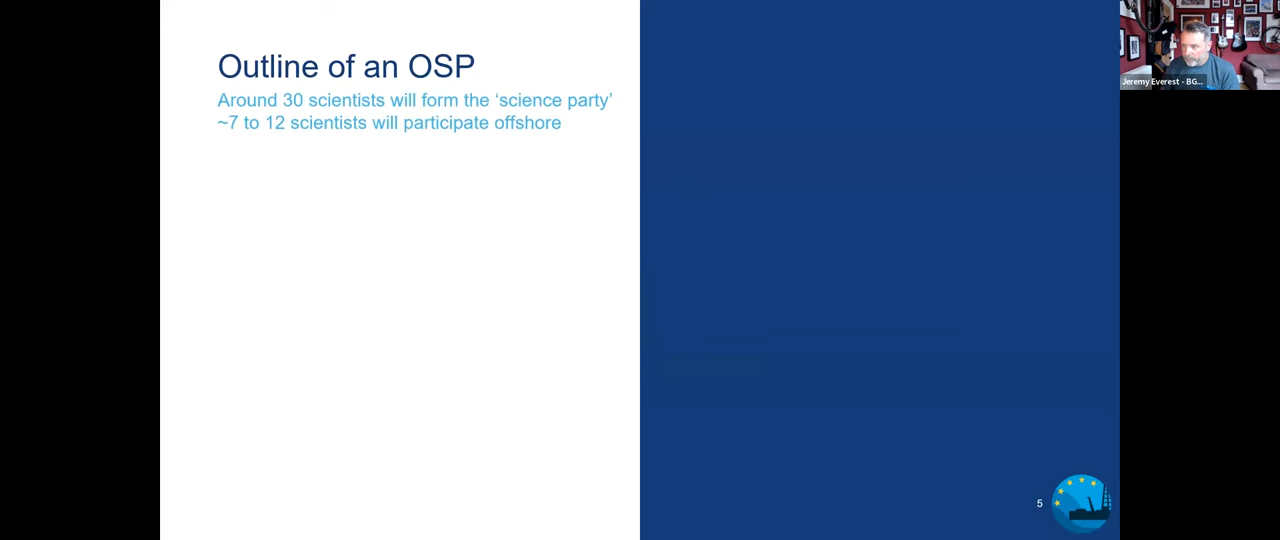 Outline of an OSP
Around 30 scientists will form the ‘science party’
~7 to 12 scientists will participate offshore
Jeremy Everest - BG...
5